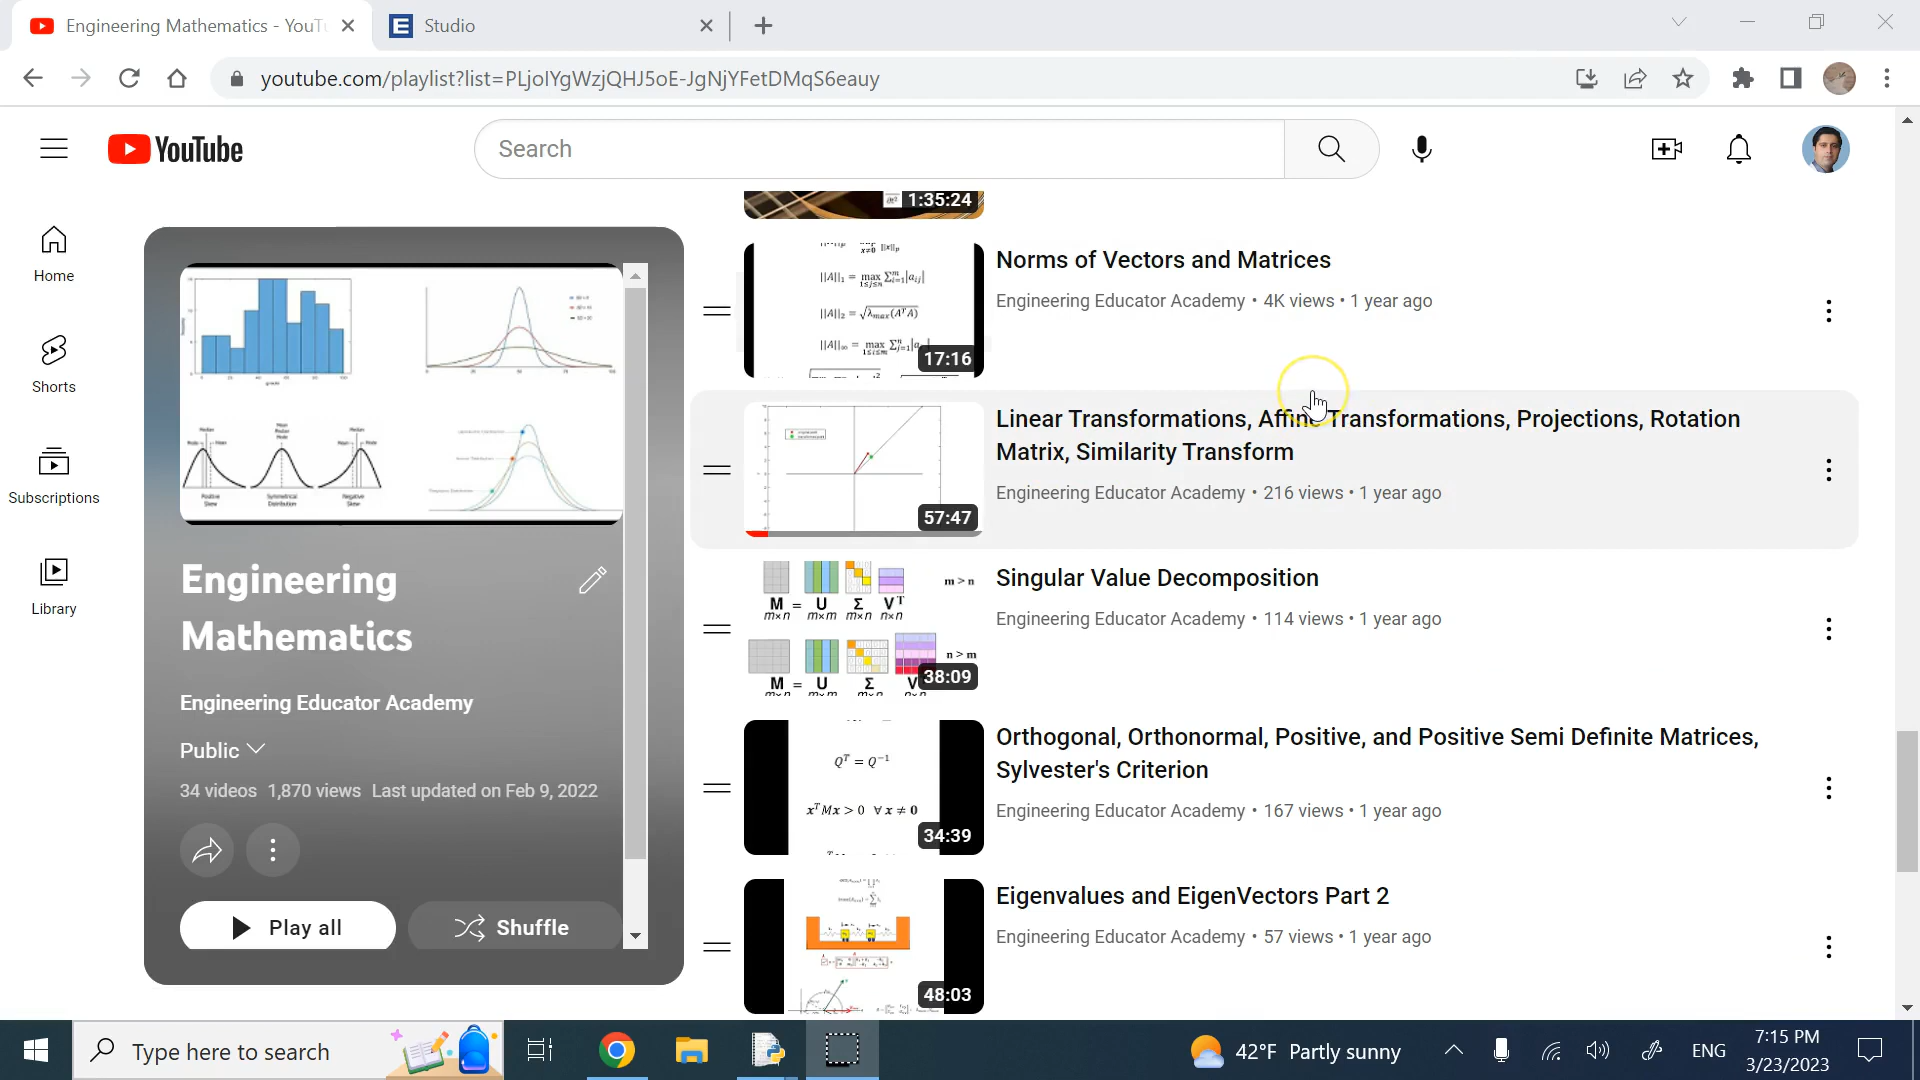 Engineering Mathematics - YouTu
Studio
youtube.com/playlist?list=PLjolYgWzjQHJ5oE-JgNjYFetDMqS6eauy
YouTube
Search
Home
Shorts
Subscriptions
Library
Engineering
Mathematics
Engineering Educator Academy
Public
34 videos 1,870 views Last updated on Feb 9, 2022
Play all
Shuffle
1:35:24
17:16
Norms of Vectors and Matrices
Engineering Educator Academy • 4K views • 1 year ago
57:47
Linear Transformations, Affine Transformations, Projections, Rotation
Matrix, Similarity Transform
Engineering Educator Academy • 216 views • 1 year ago
m > n
M = U Σ Vᵀ
m×n m×m m×n n×n
n > m
M = U Σ V
38:09
Singular Value Decomposition
Engineering Educator Academy • 114 views • 1 year ago
Qᵀ = Q⁻¹
xᵀMx > 0 ∀ x ≠ 0
34:39
Orthogonal, Orthonormal, Positive, and Positive Semi Definite Matrices,
Sylvester's Criterion
Engineering Educator Academy • 167 views • 1 year ago
48:03
Eigenvalues and EigenVectors Part 2
Engineering Educator Academy • 57 views • 1 year ago
Type here to search
42°F Partly sunny
ENG
7:15 PM
3/23/2023